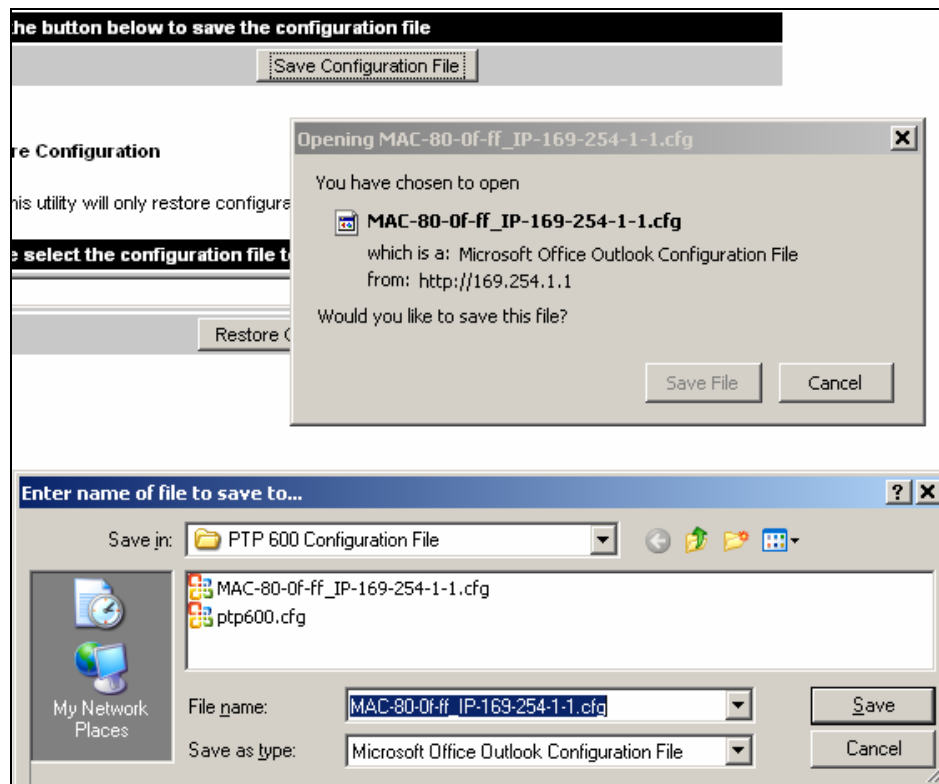 he button below to save the configuration file
Save Configuration File
Opening MAC-80-0f-ff_IP-169-254-1-1.cfg
re Configuration
You have chosen to open
his utility will only restore configura
MAC-80-0f-ff_IP-169-254-1-1.cfg
which is a: Microsoft Office Outlook Configuration File
e select the configuration file t
from: http://169.254.1.1
Would you like to save this file?
Restore
Save File
Cancel
Enter name of file to save to...
Save in:
PTP 600 Configuration File
MAC-80-0f-ff_IP-169-254-1-1.cfg
ptp600.cfg
My Network
Places
File name:
MAC-80-0f-ff_IP-169-254-1-1.cfg
Save
Save as type:
Microsoft Office Outlook Configuration File
Cancel